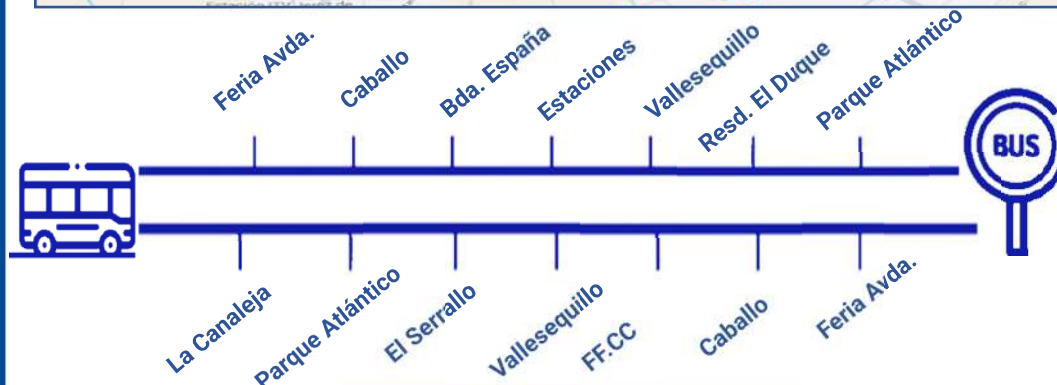 Feria Avda.
Caballo
Bda. España
Estaciones
Vallesequillo
Resd. El Duque
Parque Atlántico
BUS
La Canaleja
Parque Atlántico
El Serrallo
Vallesequillo
FF.CC
Caballo
Feria Avda.